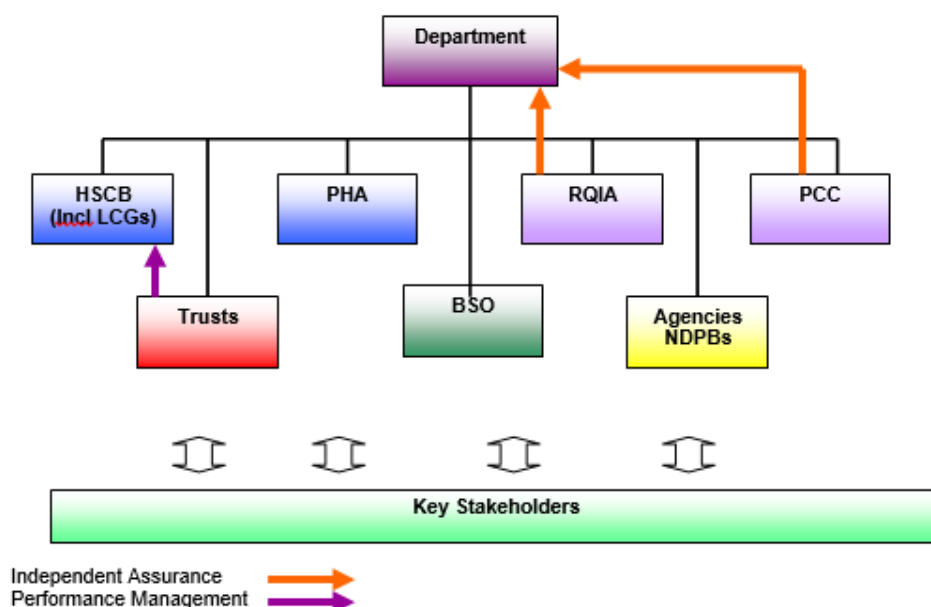 Department
HSCB
(Incl LCGs)
PHA
RQIA
PCC
Trusts
BSO
Agencies
NDPBs
Key Stakeholders
Independent Assurance
Performance Management